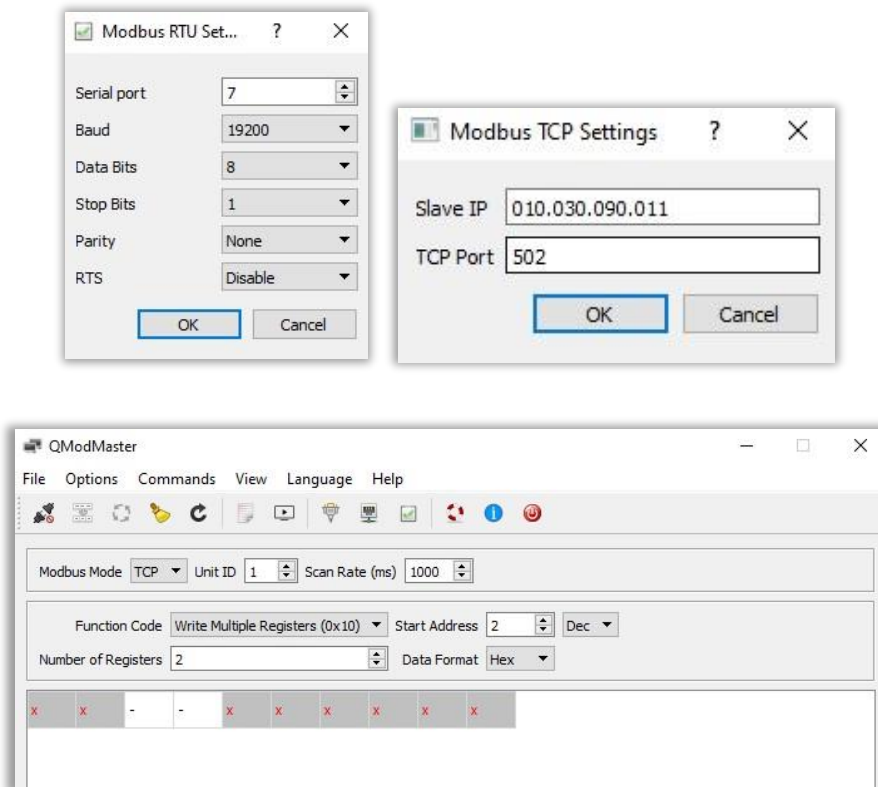 Modbus RTU Set... ?
Serial port 7
Baud 19200
Data Bits 8
Stop Bits 1
Parity None
RTS Disable
OK Cancel
Modbus TCP Settings ?
Slave IP 010.030.090.011
TCP Port 502
OK Cancel
QModMaster
File Options Commands View Language Help
Modbus Mode TCP Unit ID 1 Scan Rate (ms) 1000
Function Code Write Multiple Registers (0x10) Start Address 2 Dec
Number of Registers 2 Data Format Hex
x x - - x x x x x x